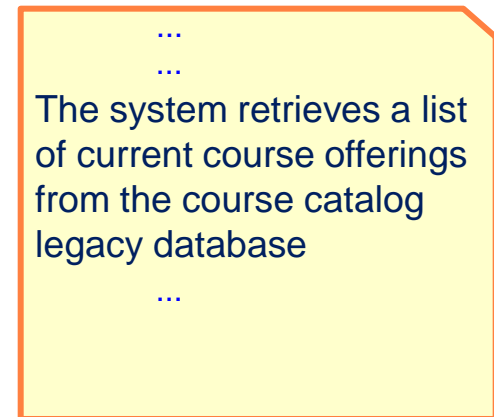 ...
...
The system retrieves a list
of current course offerings
from the course catalog
legacy database
...